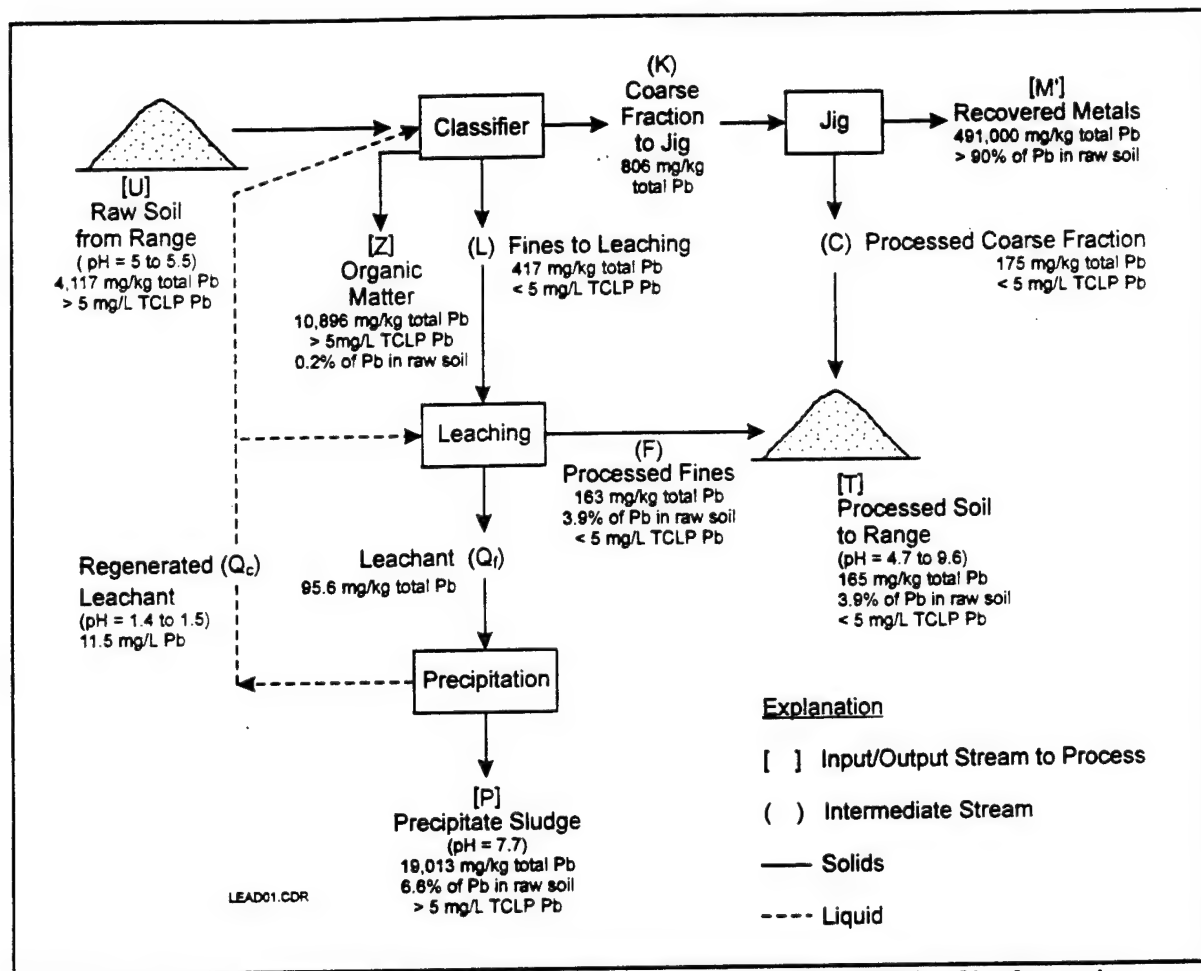 [U]
Raw Soil
from Range
( pH = 5 to 5.5)
4,117 mg/kg total Pb
> 5 mg/L TCLP Pb
Classifier
(K)
Coarse
Fraction
to Jig
806 mg/kg
total Pb
Jig
[M']
Recovered Metals
491,000 mg/kg total Pb
> 90% of Pb in raw soil
[Z]
Organic
Matter
10,896 mg/kg total Pb
> 5mg/L TCLP Pb
0.2% of Pb in raw soil
(L) Fines to Leaching
417 mg/kg total Pb
< 5 mg/L TCLP Pb
(C) Processed Coarse Fraction
175 mg/kg total Pb
< 5 mg/L TCLP Pb
Leaching
(F)
Processed Fines
163 mg/kg total Pb
3.9% of Pb in raw soil
< 5 mg/L TCLP Pb
[T]
Processed Soil
to Range
(pH = 4.7 to 9.6)
165 mg/kg total Pb
3.9% of Pb in raw soil
< 5 mg/L TCLP Pb
Leachant (Qf)
95.6 mg/kg total Pb
Regenerated (Qc)
Leachant
(pH = 1.4 to 1.5)
11.5 mg/L Pb
Precipitation
[P]
Precipitate Sludge
(pH = 7.7)
19,013 mg/kg total Pb
6.6% of Pb in raw soil
> 5 mg/L TCLP Pb
LEAD01.CDR
Explanation
[ ] Input/Output Stream to Process
( ) Intermediate Stream
Solids
Liquid